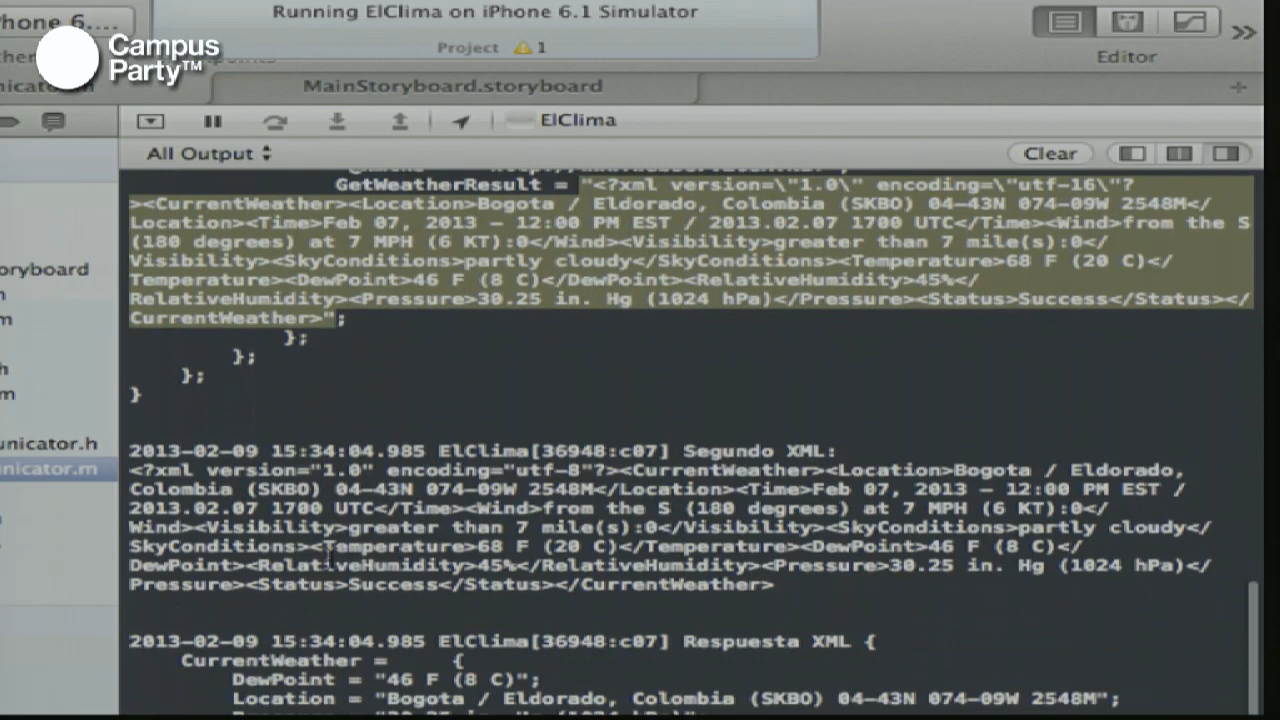 Running ElClima on iPhone 6.1 Simulator
Project 1
Campus
Party™
Editor
MainStoryboard.storyboard
ElClima
All Output
Clear
GetWeatherResult = "<?xml version=\"1.0\" encoding=\"utf-16\"?
><CurrentWeather><Location>Bogota / Eldorado, Colombia (SKBO) 04-43N 074-09W 2548M</
Location><Time>Feb 07, 2013 - 12:00 PM EST / 2013.02.07 1700 UTC</Time><Wind>from the S
(180 degrees) at 7 MPH (6 KT):0</Wind><Visibility>greater than 7 mile(s):0</
Visibility><SkyConditions>partly cloudy</SkyConditions><Temperature>68 F (20 C)</
Temperature><DewPoint>46 F (8 C)</DewPoint><RelativeHumidity>45%</
RelativeHumidity><Pressure>30.25 in. Hg (1024 hPa)</Pressure><Status>Success</Status></
CurrentWeather>";
};
};
};
}
2013-02-09 15:34:04.985 ElClima[36948:c07] Segundo XML:
<?xml version="1.0" encoding="utf-8"?><CurrentWeather><Location>Bogota / Eldorado,
Colombia (SKBO) 04-43N 074-09W 2548M</Location><Time>Feb 07, 2013 - 12:00 PM EST /
2013.02.07 1700 UTC</Time><Wind>from the S (180 degrees) at 7 MPH (6 KT):0</
Wind><Visibility>greater than 7 mile(s):0</Visibility><SkyConditions>partly cloudy</
SkyConditions><Temperature>68 F (20 C)</Temperature><DewPoint>46 F (8 C)</
DewPoint><RelativeHumidity>45%</RelativeHumidity><Pressure>30.25 in. Hg (1024 hPa)</
Pressure><Status>Success</Status></CurrentWeather>
2013-02-09 15:34:04.985 ElClima[36948:c07] Respuesta XML {
CurrentWeather = {
DewPoint = "46 F (8 C)";
Location = "Bogota / Eldorado, Colombia (SKBO) 04-43N 074-09W 2548M";
oryboard
unicator.h
nicator.m